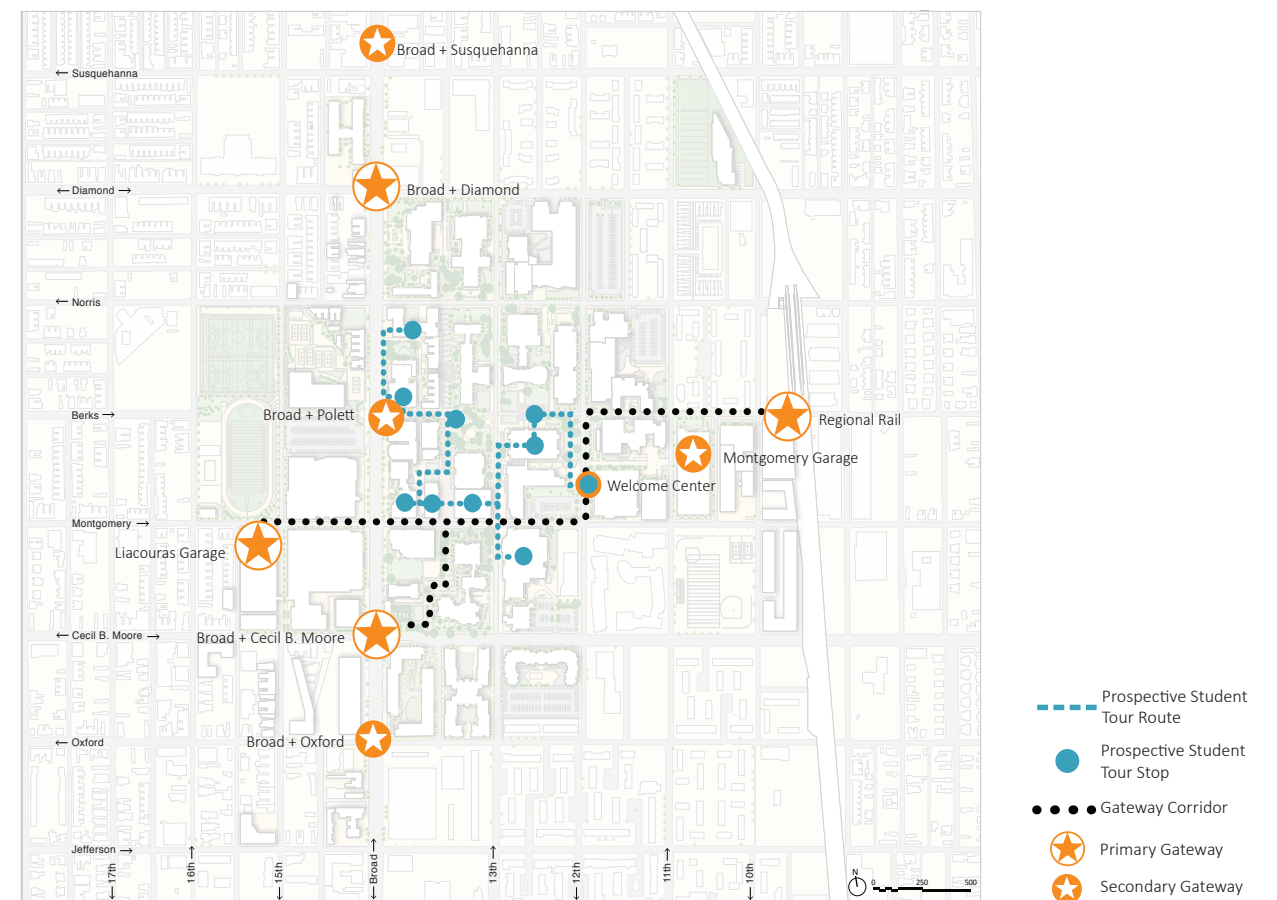 Broad + Susquehanna
← Susquehanna
← Diamond →
Broad + Diamond
← Norris
Berks →
Broad + Polett
Regional Rail
Montgomery Garage
Welcome Center
Montgomery →
Liacouras Garage
← Cecil B. Moore →
Broad + Cecil B. Moore
← Oxford
Broad + Oxford
Jefferson →
← 17th
16th →
← 15th
← Broad →
← 13th →
← 12th
11th →
← 10th
N
0 250 500
Prospective Student
Tour Route
Prospective Student
Tour Stop
Gateway Corridor
Primary Gateway
Secondary Gateway